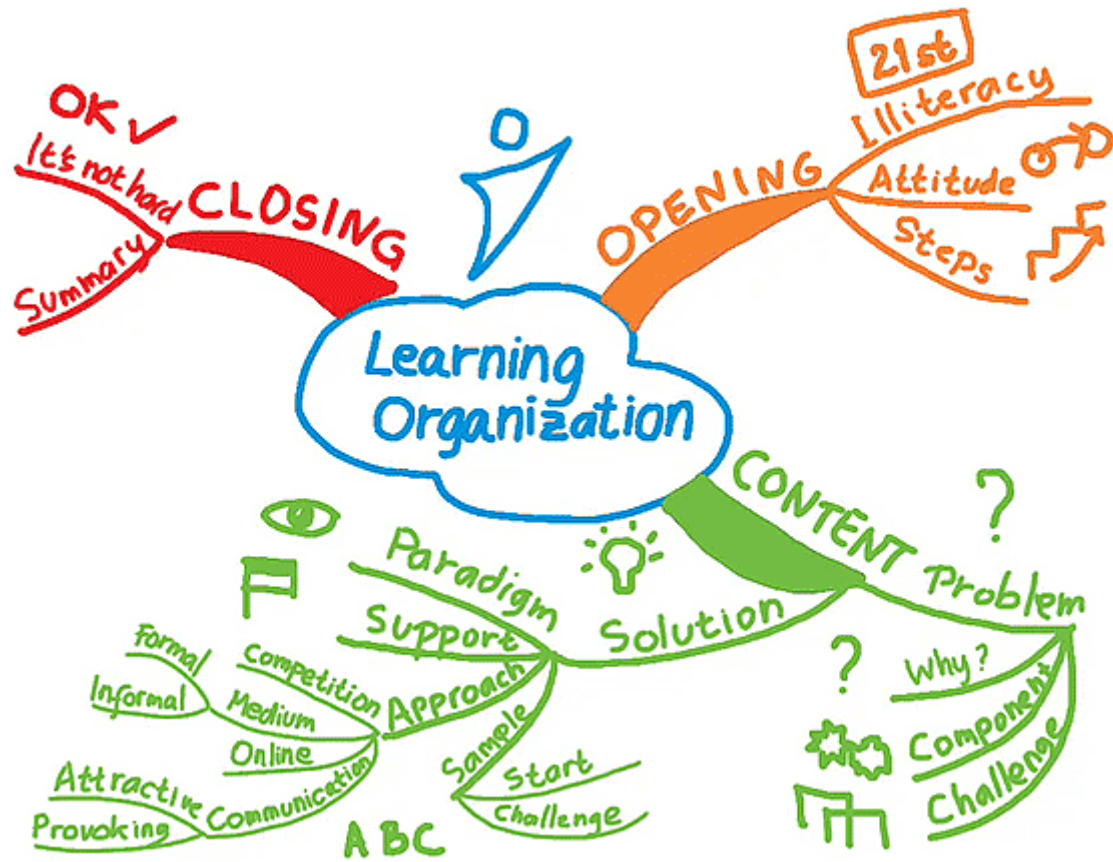 Learning
Organization
OPENING
21st
Illiteracy
Attitude
Steps
CONTENT
Problem
?
Why?
?
Component
Challenge
Solution
Paradigm
Support
Approach
Competition
Medium
Formal
Informal
Online
Communication
Attractive
Provoking
ABC
Sample
Start
Challenge
CLOSING
OK✓
It's not hard
Summary